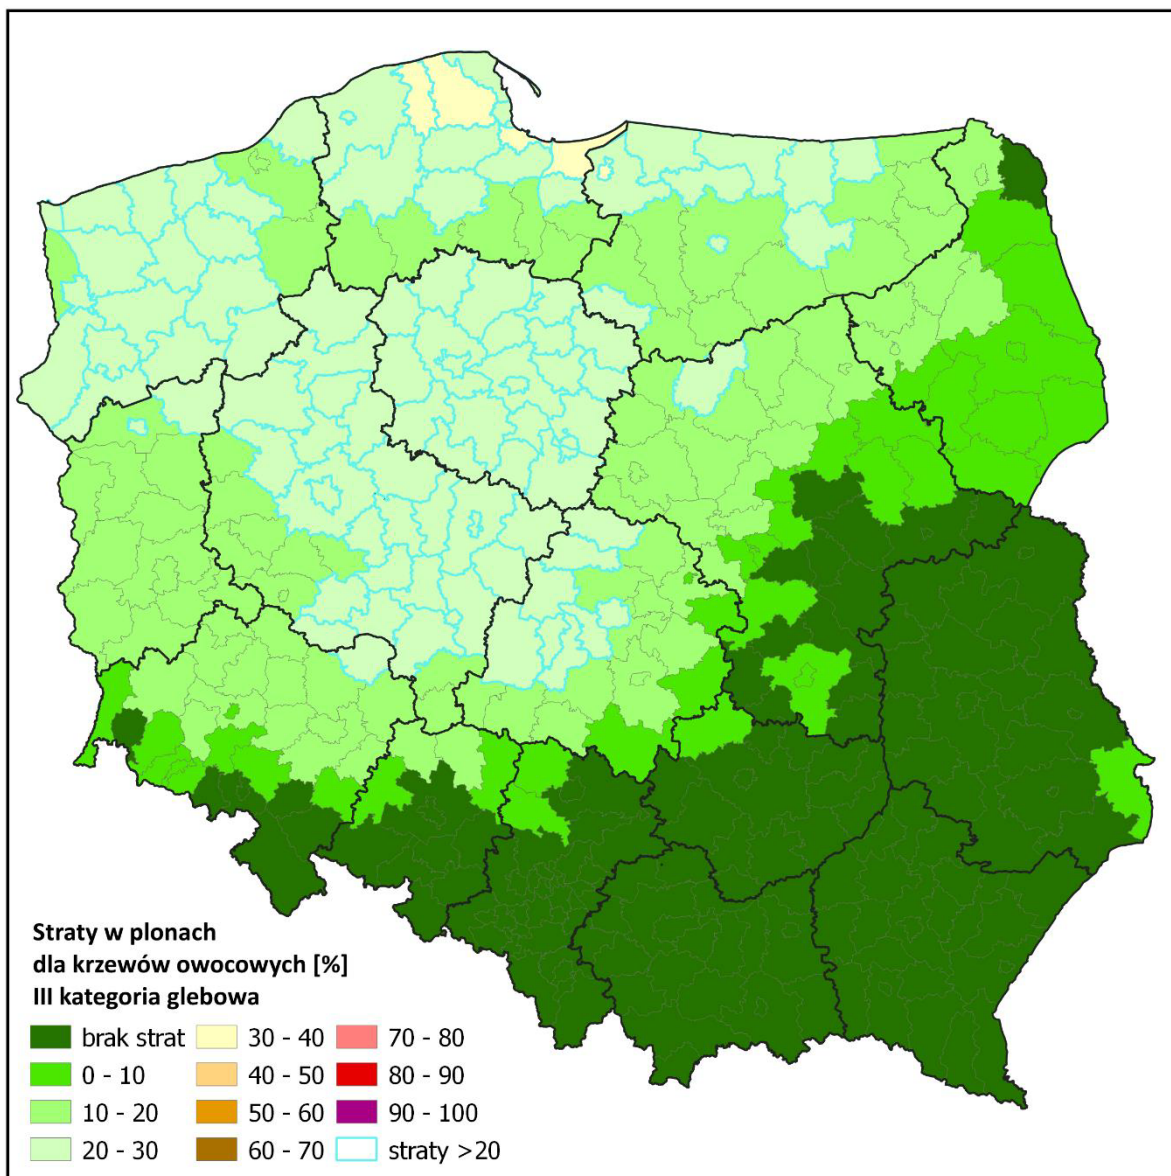 Straty w plonach
dla krzewów owocowych [%]
III kategoria glebowa
brak strat
0 - 10
10 - 20
20 - 30
30 - 40
40 - 50
50 - 60
60 - 70
70 - 80
80 - 90
90 - 100
straty >20